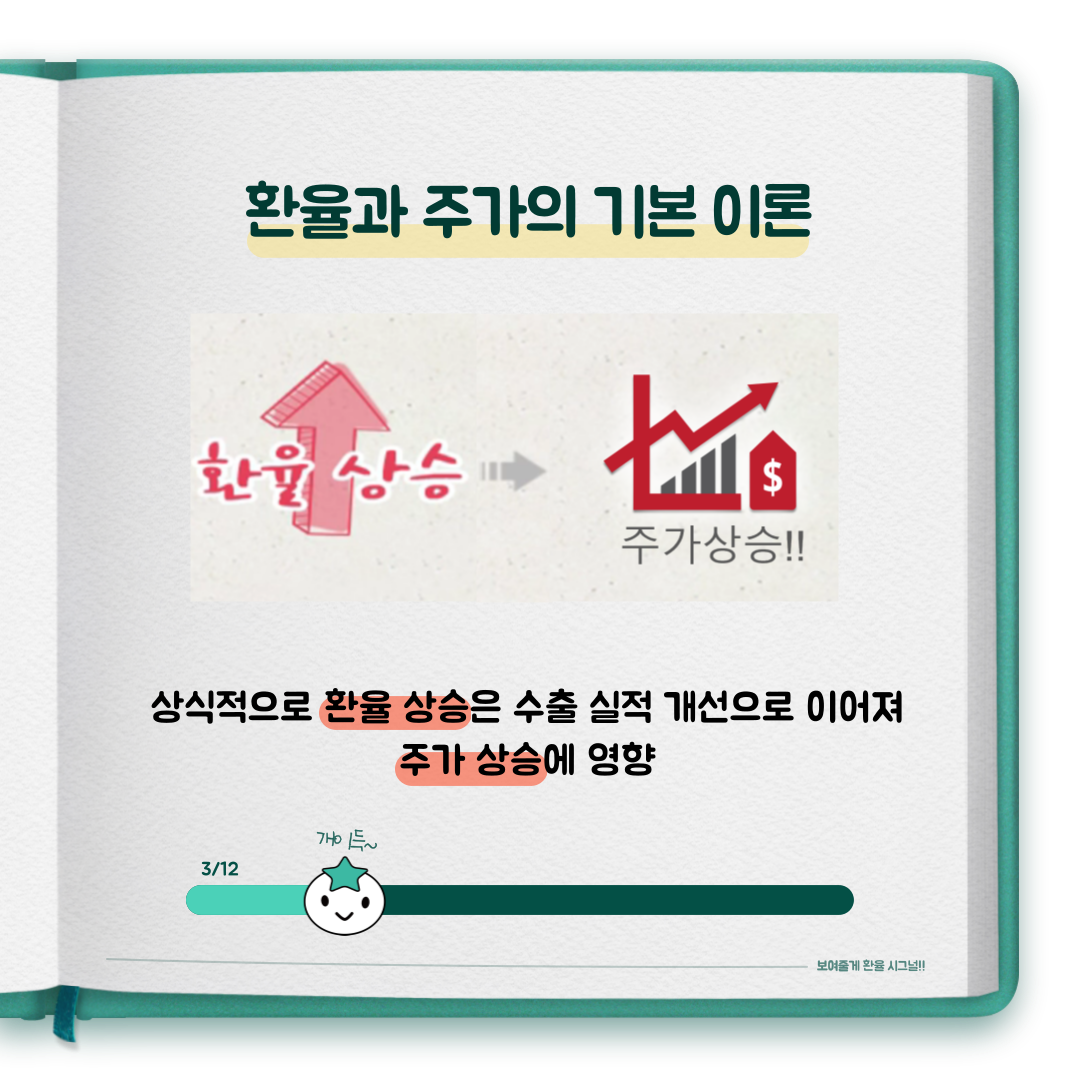 환율과 주가의 기본 이론
환율 상승
$
주가상승!!
상식적으로 환율 상승은 수출 실적 개선으로 이어져
주가 상승에 영향
개이득~
3/12
보여줄게 환율 시그널!!